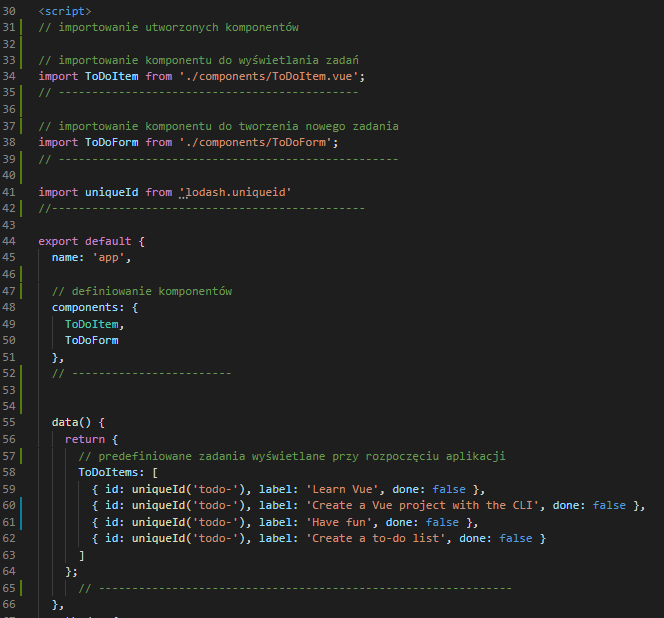 30 <script>
31 // importowanie utworzonych komponentów
32
33 // importowanie komponentu do wyświetlania zadań
34 import ToDoItem from './components/ToDoItem.vue';
35 // ---------------------------------------------
36
37 // importowanie komponentu do tworzenia nowego zadania
38 import ToDoForm from './components/ToDoForm';
39 // ---------------------------------------------------
40
41 import uniqueId from 'lodash.uniqueid'
42 //-----------------------------------------------
43
44 export default {
45 name: 'app',
46
47 // definiowanie komponentów
48 components: {
49 ToDoItem,
50 ToDoForm
51 },
52 // ------------------------
53
54
55 data() {
56 return {
57 // predefiniowane zadania wyświetlane przy rozpoczęciu aplikacji
58 ToDoItems: [
59 { id: uniqueId('todo-'), label: 'Learn Vue', done: false },
60 { id: uniqueId('todo-'), label: 'Create a Vue project with the CLI', done: false },
61 { id: uniqueId('todo-'), label: 'Have fun', done: false },
62 { id: uniqueId('todo-'), label: 'Create a to-do list', done: false }
63 ]
64 };
65 // --------------------------------------------------------------
66 },